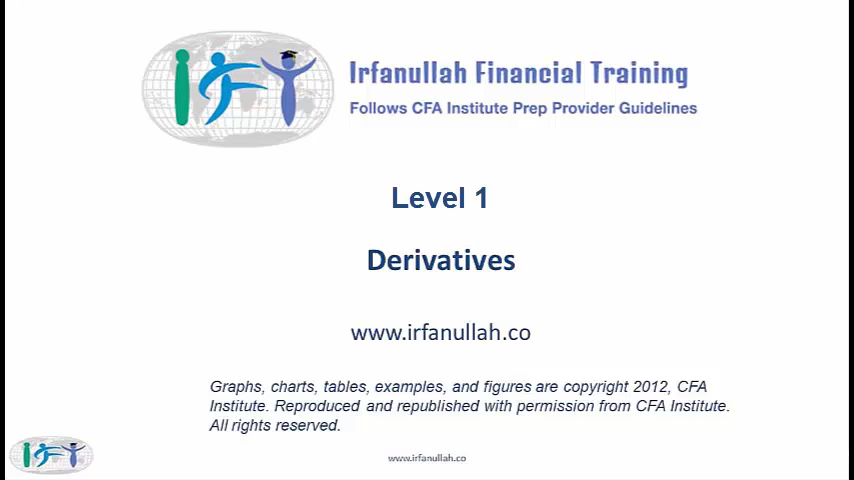 IFT
Irfanullah Financial Training
Follows CFA Institute Prep Provider Guidelines
Level 1
Derivatives
www.irfanullah.co
Graphs, charts, tables, examples, and figures are copyright 2012, CFA
Institute. Reproduced and republished with permission from CFA Institute.
All rights reserved.
IFT
www.irfanullah.co